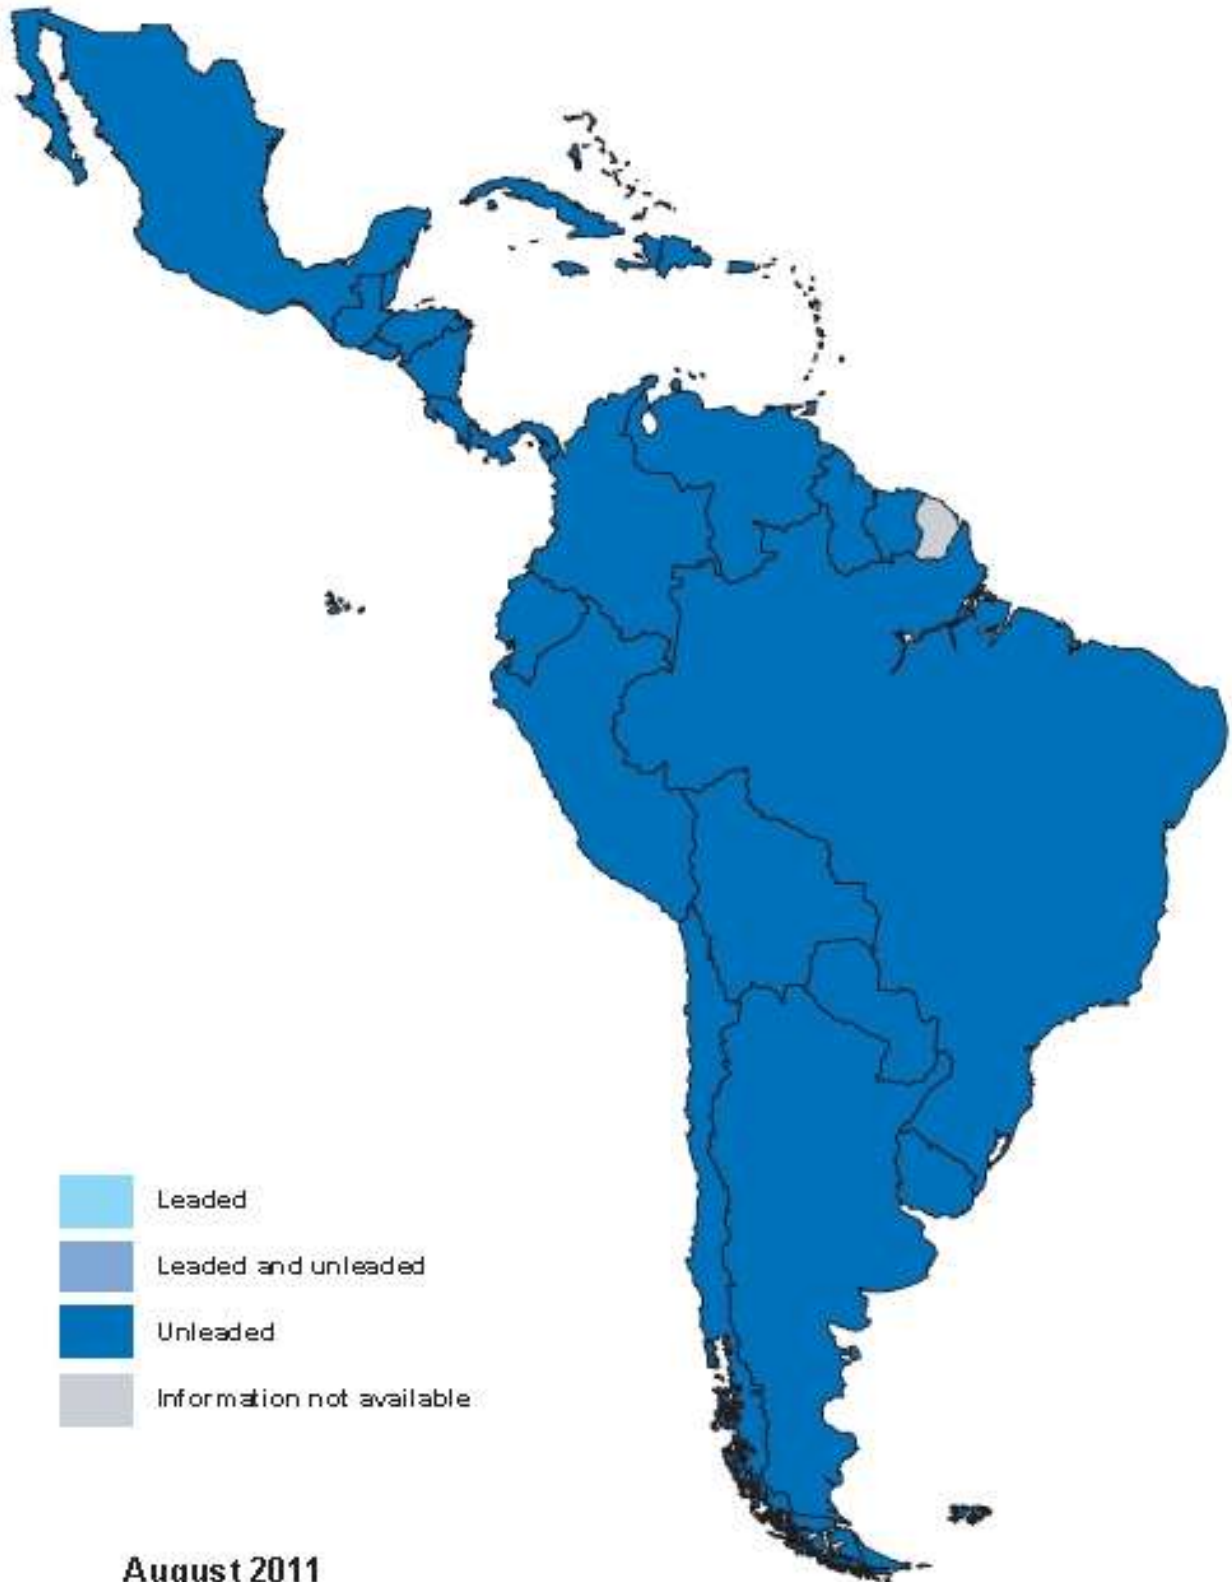 Leaded
Leaded and unleaded
Unleaded
Information not available
August 2011